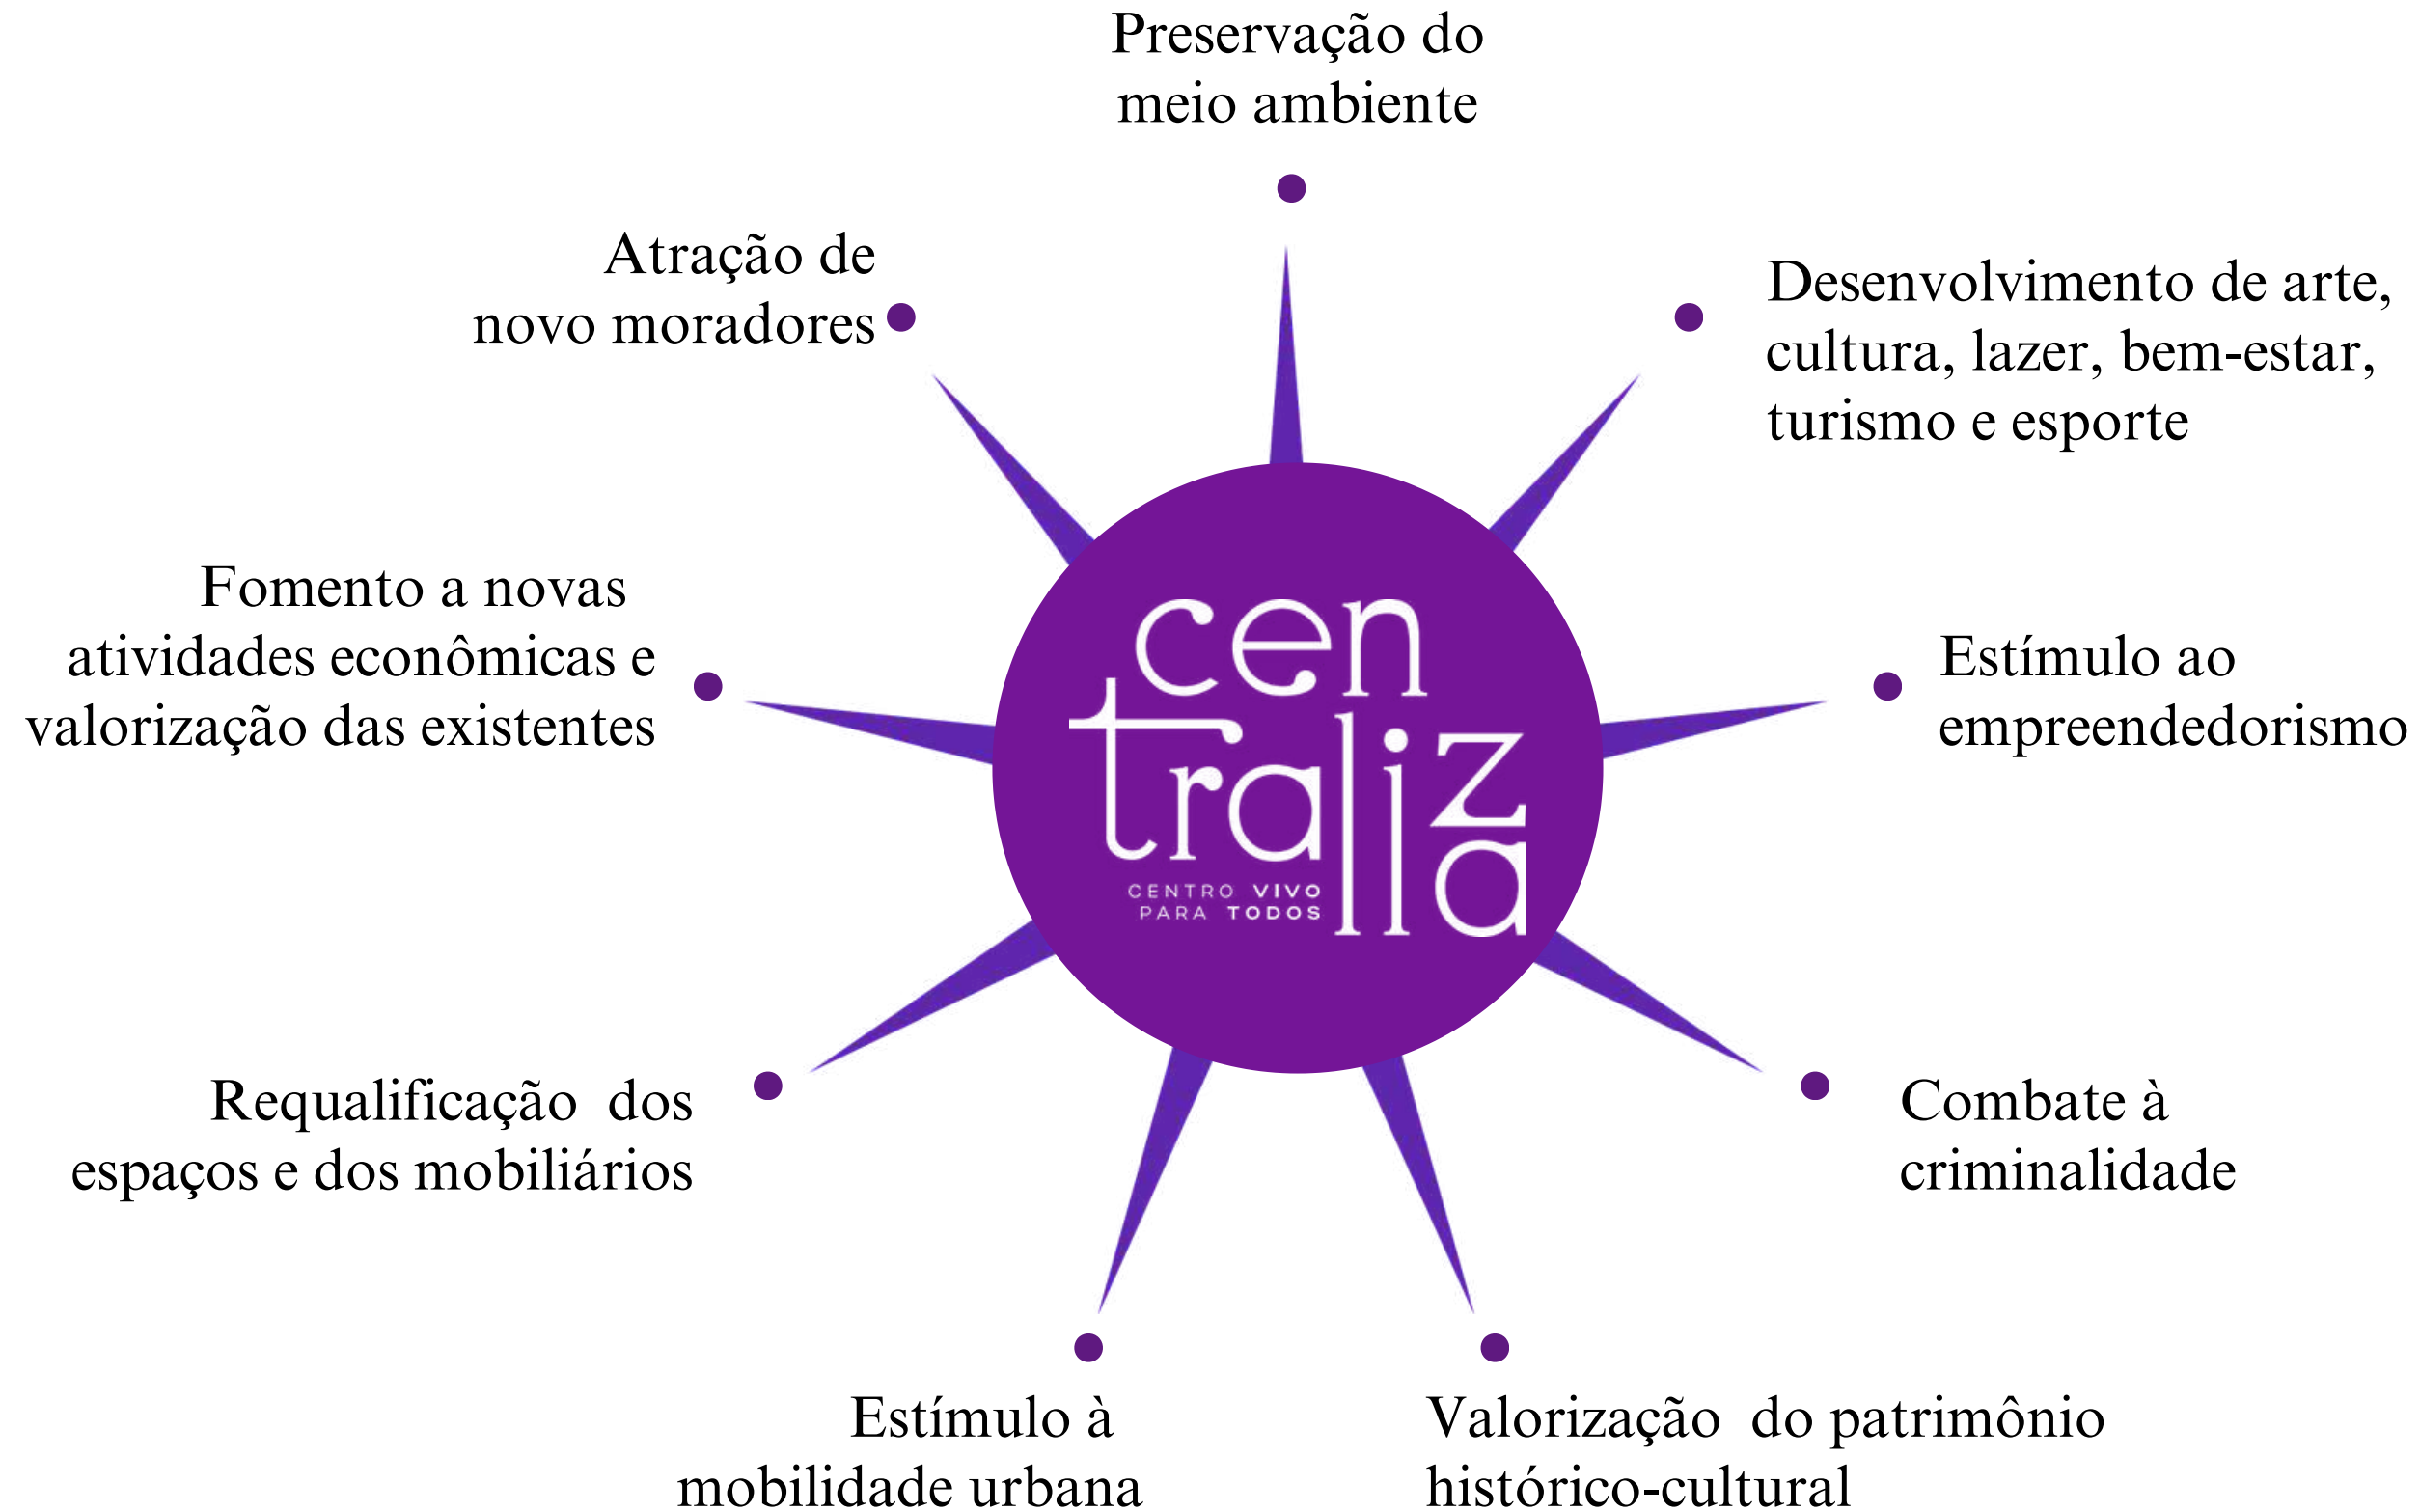 Preservação do
meio ambiente
Atração de
novo moradores
Desenvolvimento de arte,
cultura, lazer, bem-estar,
turismo e esporte
Fomento a novas
atividades econômicas e
valorização das existentes
Estímulo ao
empreendedorismo
cen
traliz
a
CENTRO VIVO
PARA TODOS
Requalificação dos
espaços e dos mobiliários
Combate à
criminalidade
Estímulo à
mobilidade urbana
Valorização do patrimônio
histórico-cultural